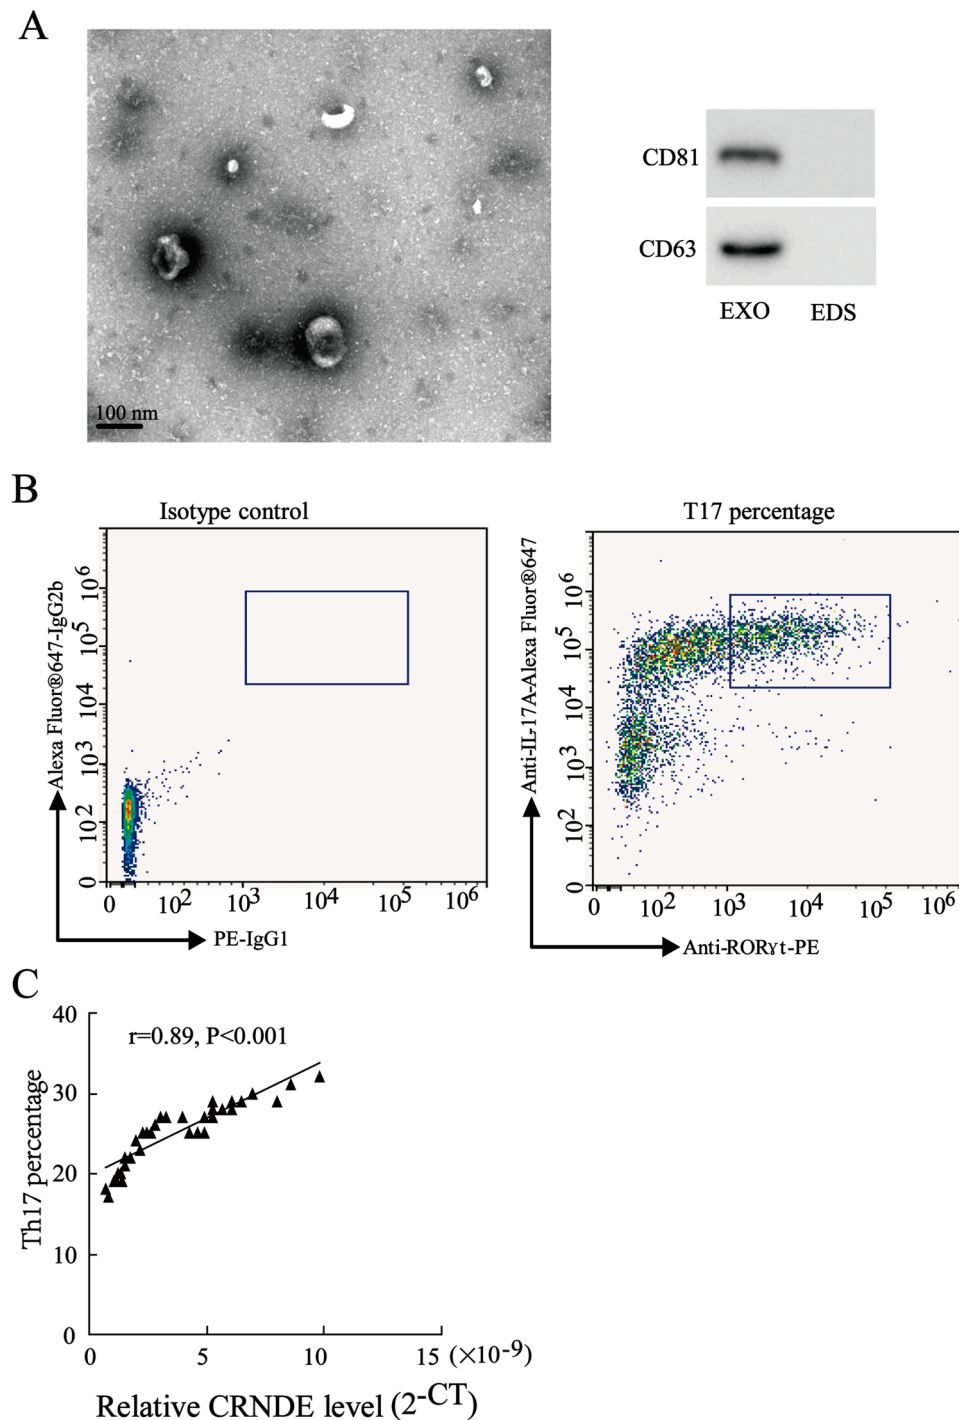 A
100 nm
CD81
CD63
EXO EDS
B
Isotype control
Alexa Fluor®647-IgG2b
10^6
10^5
10^4
10^3
10^2
0
0 10^2 10^3 10^4 10^5 10^6
PE-IgG1
T17 percentage
Anti-IL-17A-Alexa Fluor®647
10^6
10^5
10^4
10^3
10^2
0
0 10^2 10^3 10^4 10^5 10^6
Anti-RORγt-PE
C
r=0.89, P<0.001
Th17 percentage
40
30
20
10
0
0 5 10 15 (×10^-9)
Relative CRNDE level (2^-CT)